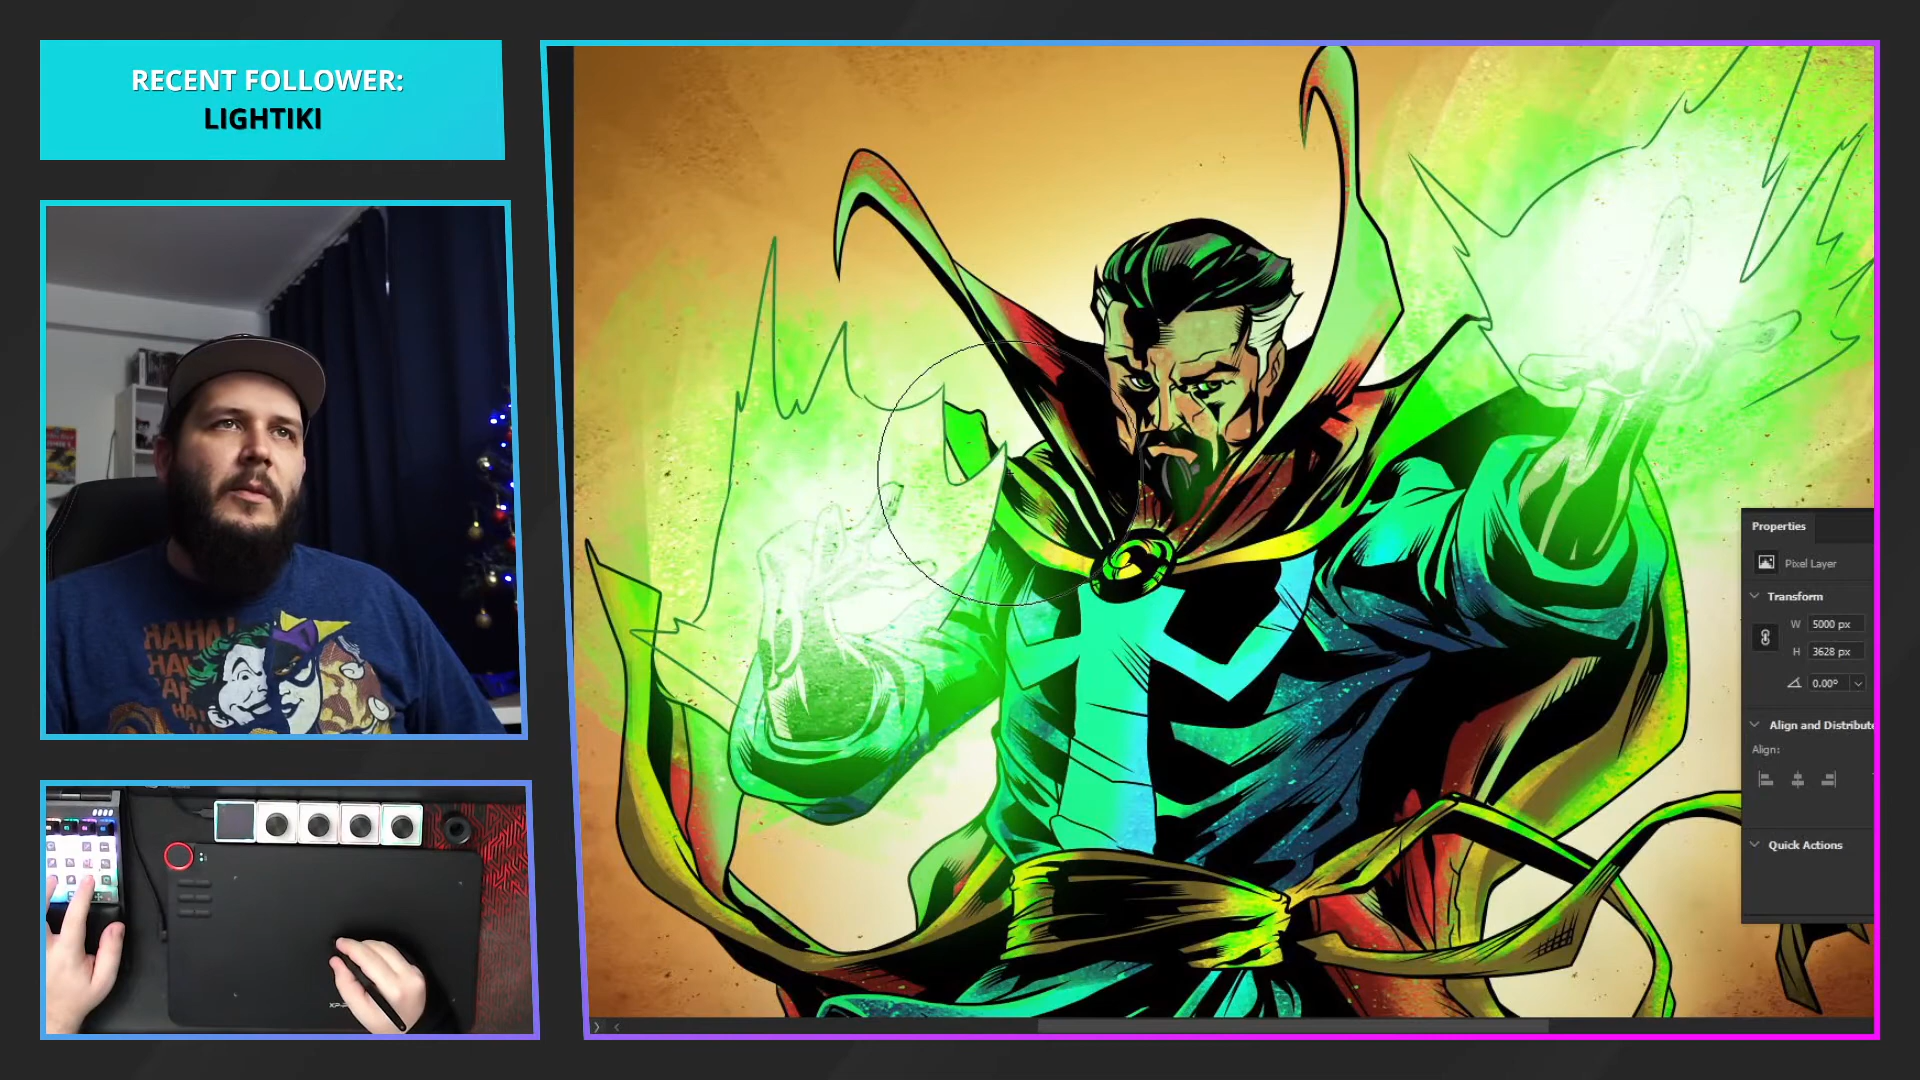 RECENT FOLLOWER:
LIGHTIKI
HAHA!
HA
Properties
Pixel Layer
Transform
W 5000 px
H 3628 px
0.00°
Align and Distribute
Align:
Quick Actions